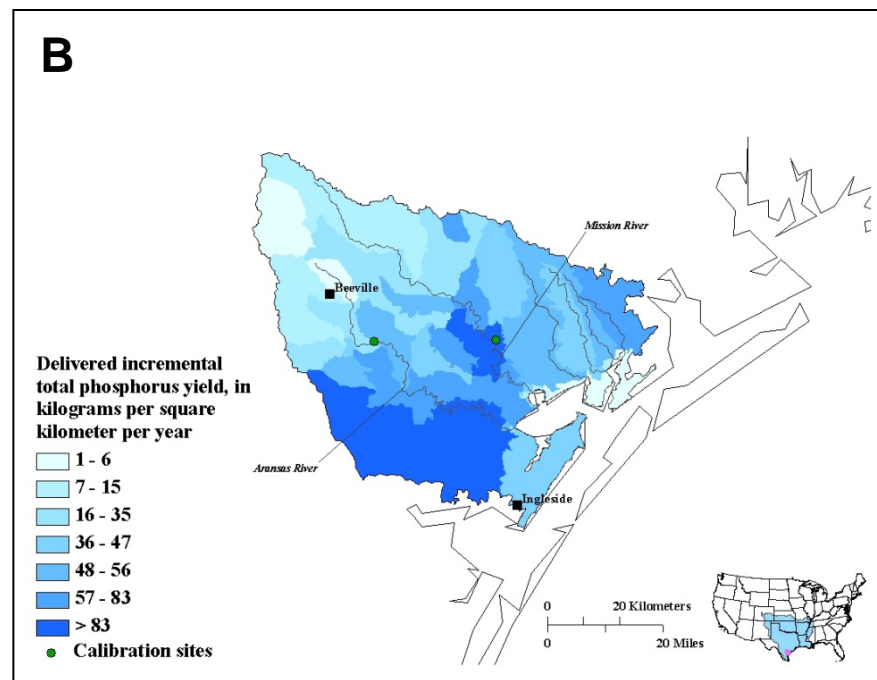 B
Mission River
Beeville
Delivered incremental
total phosphorus yield, in
kilograms per square
kilometer per year
1 - 6
7 - 15
16 - 35
36 - 47
48 - 56
57 - 83
> 83
Calibration sites
Aransas River
Ingleside
0 20 Kilometers
0 20 Miles